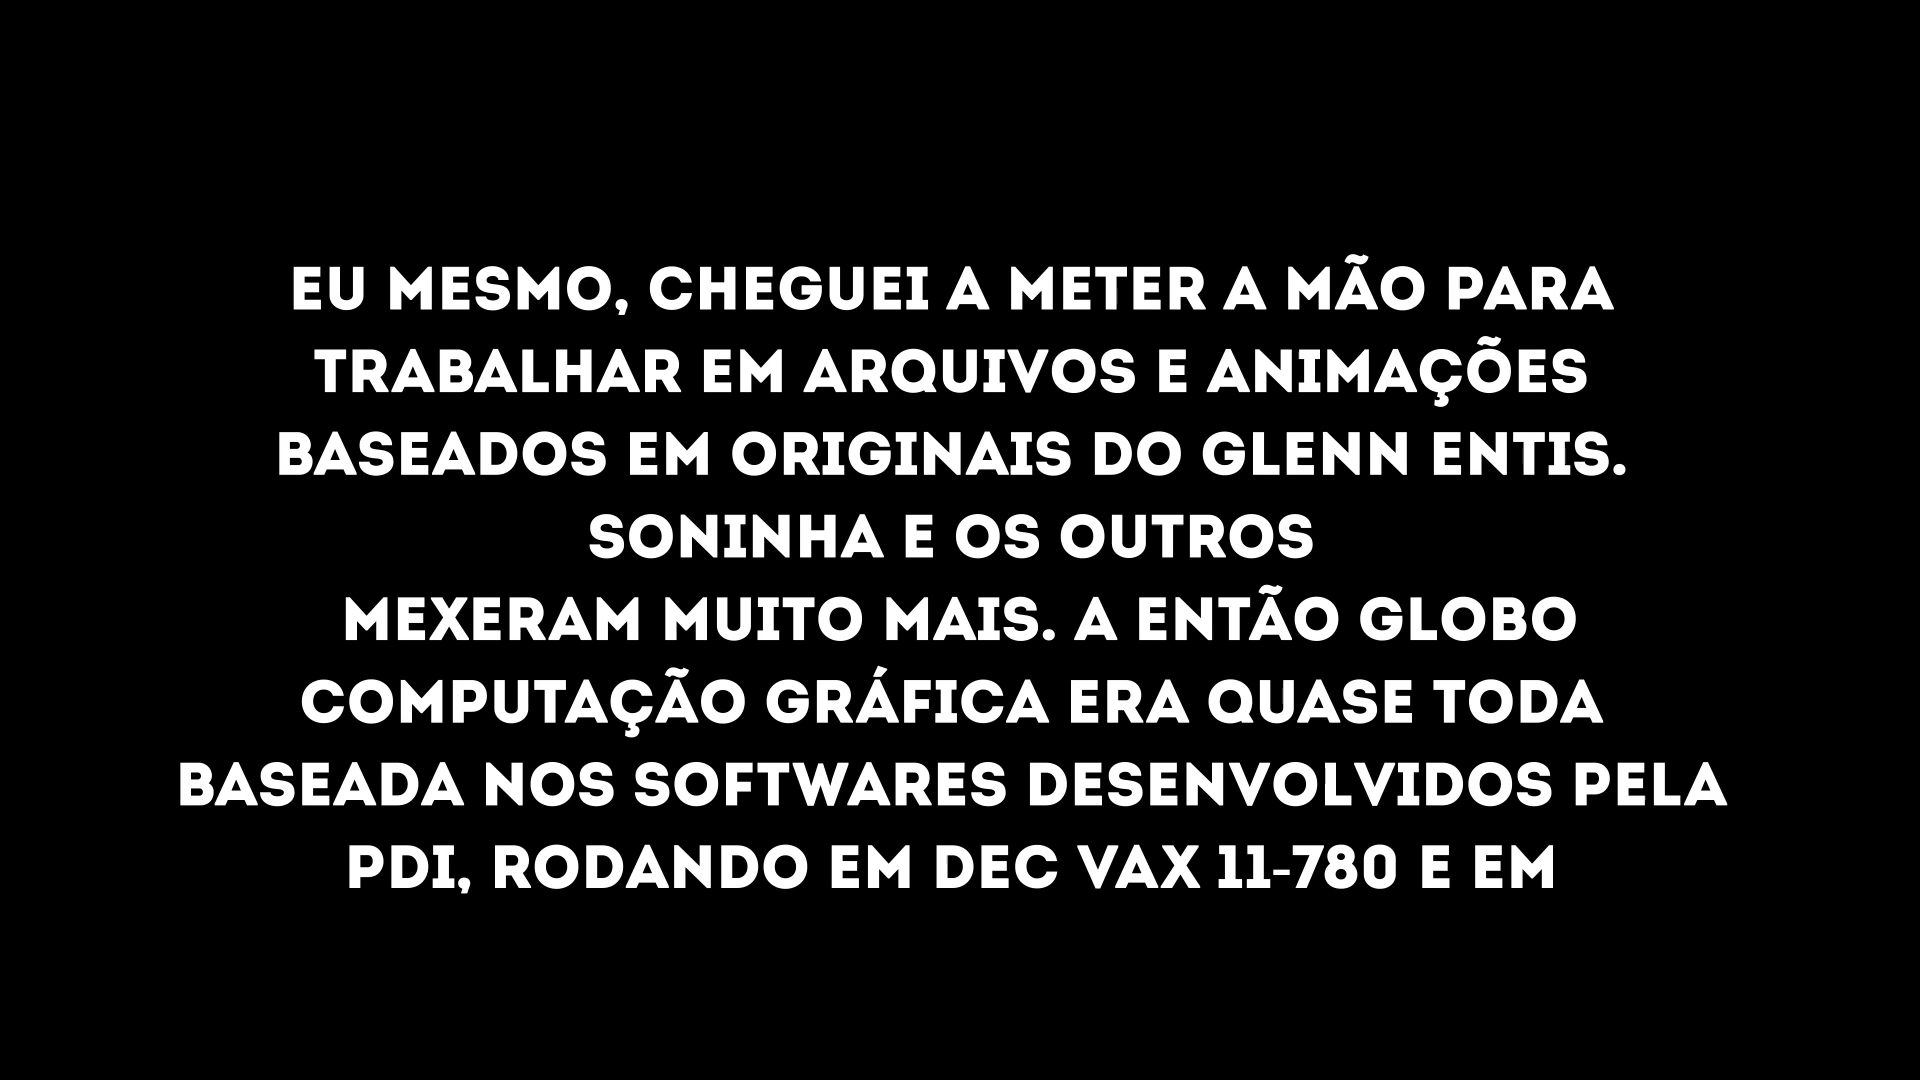 EU MESMO, CHEGUEI A METER A MÃO PARA
TRABALHAR EM ARQUIVOS E ANIMAÇÕES
BASEADOS EM ORIGINAIS DO GLENN ENTIS.
SONINHA E OS OUTROS
MEXERAM MUITO MAIS. A ENTÃO GLOBO
COMPUTAÇÃO GRÁFICA ERA QUASE TODA
BASEADA NOS SOFTWARES DESENVOLVIDOS PELA
PDI, RODANDO EM DEC VAX 11-780 E EM